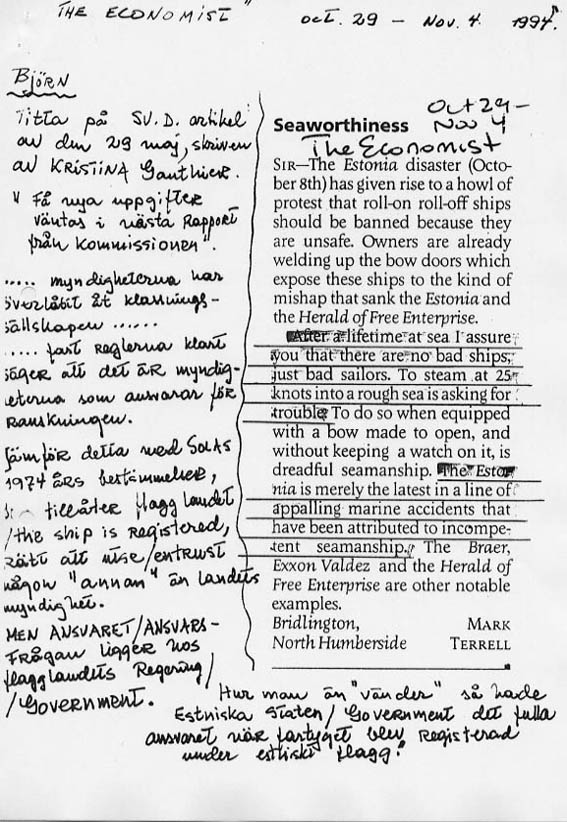 THE ECONOMIST" OCT. 29 - NOV. 4. 1994.
BJÖRN
Titta på SV.D. artikel
av den 29 maj, skriven
av KRISTINA Gauthier.
" Få nya uppgifter
väntas i nästa Rapport
från Kommissionen".
..... myndigheterna har
överlåtit åt klassnings-
sällskapen ......
..... fast Reglerna klart
säger att det är myndig-
eterna som ansvarar för
granskningen.
Jämför detta med SOLAS
1974 års bestämmelser,
tillåter flagglandet
/the ship is Registered,
rätt att utse/entrust
någon "annan" än landets
myndighet.
MEN ANSVARET/ANSVARS-
FRÅGAN ligger hos
flagglandets Regering/
/Government.
Oct 29-
Nov 4
Seaworthiness
The Economist
SIR—The Estonia disaster (Octo-
ber 8th) has given rise to a howl of
protest that roll-on roll-off ships
should be banned because they
are unsafe. Owners are already
welding up the bow doors which
expose these ships to the kind of
mishap that sank the Estonia and
the Herald of Free Enterprise.
After a lifetime at sea I assure
you that there are no bad ships,
just bad sailors. To steam at 25
knots into a rough sea is asking for
trouble. To do so when equipped
with a bow made to open, and
without keeping a watch on it, is
dreadful seamanship. The Esto-
nia is merely the latest in a line of
appalling marine accidents that
have been attributed to incompe-
tent seamanship. The Braer,
Exxon Valdez and the Herald of
Free Enterprise are other notable
examples.
Bridlington, MARK
North Humberside TERRELL
Hur man än "vänder" så hade
Estniska Staten/Government det fulla
ansvaret när fartyget blev Registerad
under estnisk flagg!